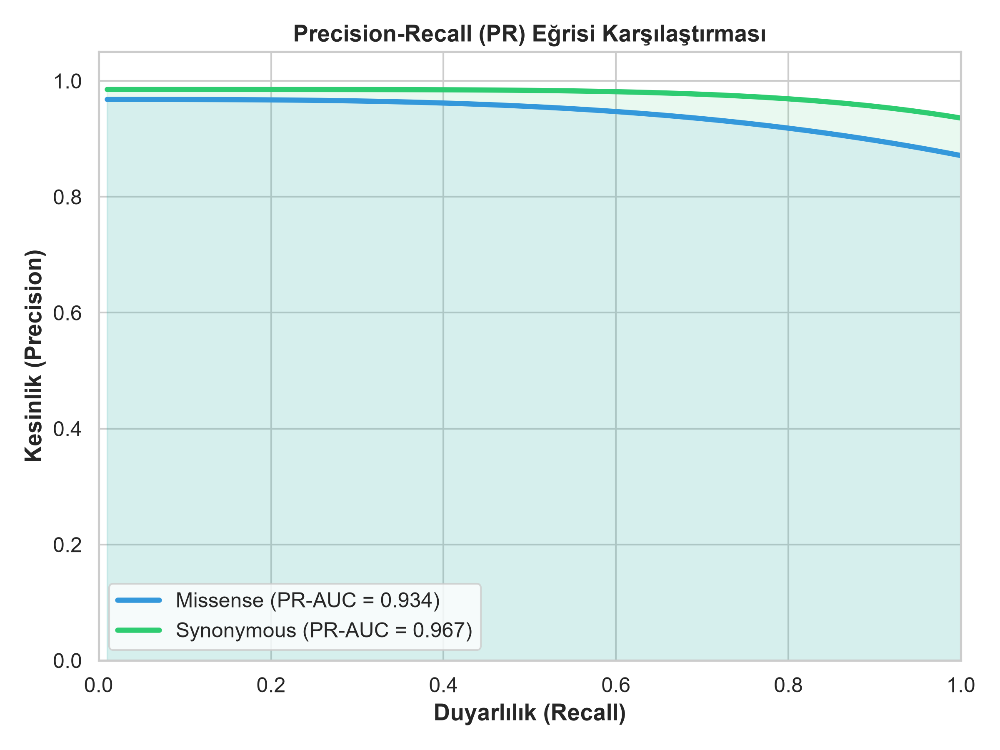 Precision-Recall (PR) Eğrisi Karşılaştırması
Kesinlik (Precision)
1.0
0.8
0.6
0.4
0.2
0.0
Missense (PR-AUC = 0.934)
Synonymous (PR-AUC = 0.967)
0.0 0.2 0.4 0.6 0.8 1.0
Duyarlılık (Recall)